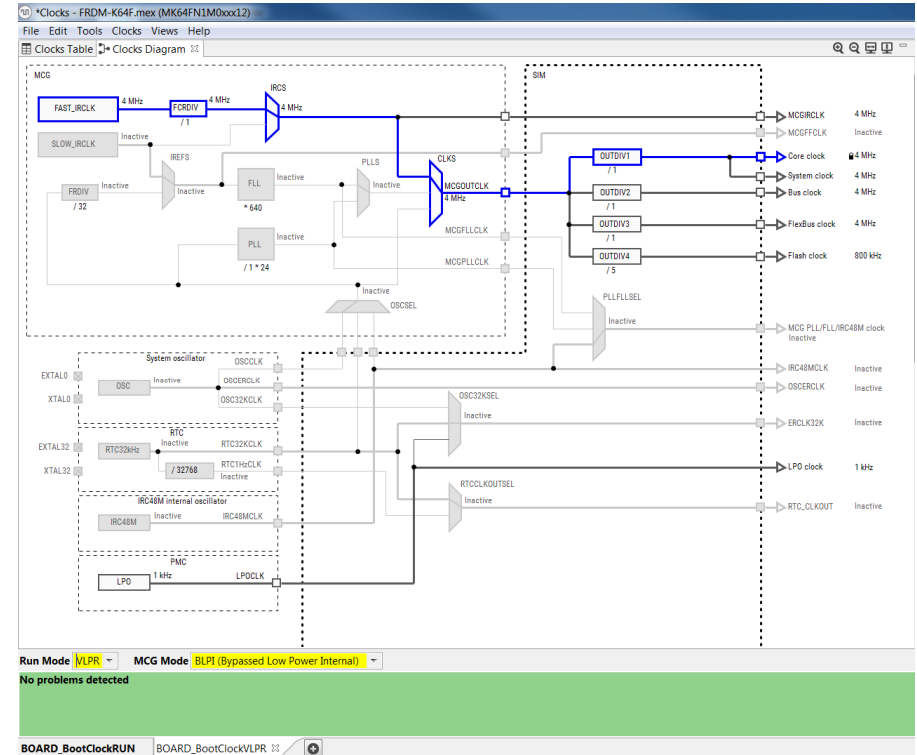 *Clocks - FRDM-K64F.mex (MK64FN1M0xxx12)
File Edit Tools Clocks Views Help
Clocks Table Clocks Diagram
MCG
SIM
IRCS
FAST_IRCLK 4 MHz FCRDIV 4 MHz 4 MHz
/ 1
MCGIRCLK 4 MHz
MCGFFCLK Inactive
SLOW_IRCLK Inactive
IREFS
PLLS
CLKS
OUTDIV1 Core clock 4 MHz
/ 1
System clock 4 MHz
FRDIV Inactive
/ 32
Inactive
FLL Inactive
* 640
Inactive
MCGOUTCLK
4 MHz
OUTDIV2 Bus clock 4 MHz
/ 1
OUTDIV3 FlexBus clock 4 MHz
/ 1
MCGFLLCLK
PLL Inactive
/ 1 * 24
OUTDIV4 Flash clock 800 kHz
/ 5
MCGPLLCLK
Inactive
OSCSEL
PLLFLLSEL
Inactive
MCG PLL/FLL/IRC48M clock
Inactive
System oscillator
OSCCLK
EXTAL0
OSC Inactive OSCERCLK
XTAL0
OSC32KCLK
IRC48MCLK Inactive
OSCERCLK Inactive
OSC32KSEL
Inactive
ERCLK32K Inactive
RTC
EXTAL32
RTC32kHz Inactive RTC32KCLK
XTAL32
/ 32768 RTC1HzCLK
Inactive
LPO clock 1 kHz
RTCCLKOUTSEL
Inactive
RTC_CLKOUT Inactive
IRC48M internal oscillator
IRC48M Inactive IRC48MCLK
PMC
LPO 1 kHz LPOCLK
Run Mode VLPR MCG Mode BLPI (Bypassed Low Power Internal)
No problems detected
BOARD_BootClockRUN BOARD_BootClockVLPR